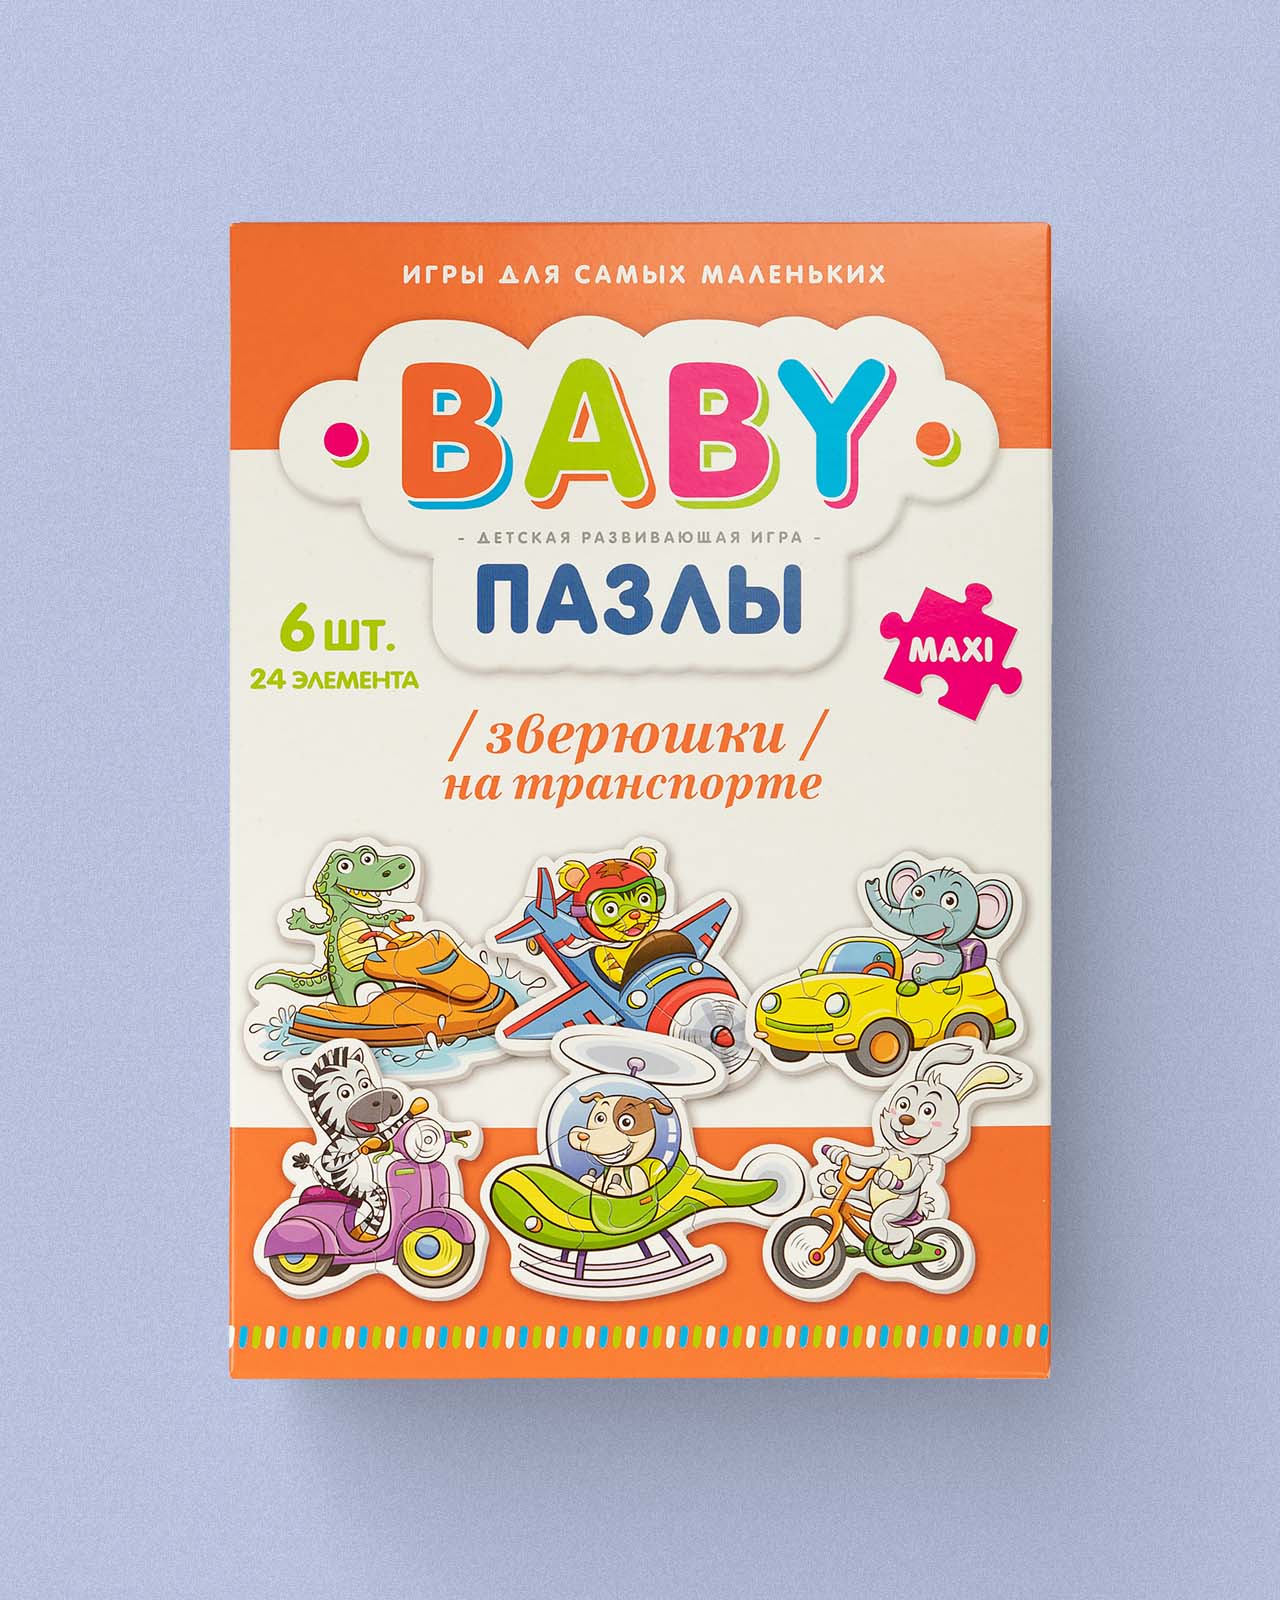 ИГРЫ ДЛЯ САМЫХ МАЛЕНЬКИХ
BABY
- ДЕТСКАЯ РАЗВИВАЮЩАЯ ИГРА -
ПАЗЛЫ
6 ШТ.
24 ЭЛЕМЕНТА
MAXI
/ зверюшки /
на транспорте